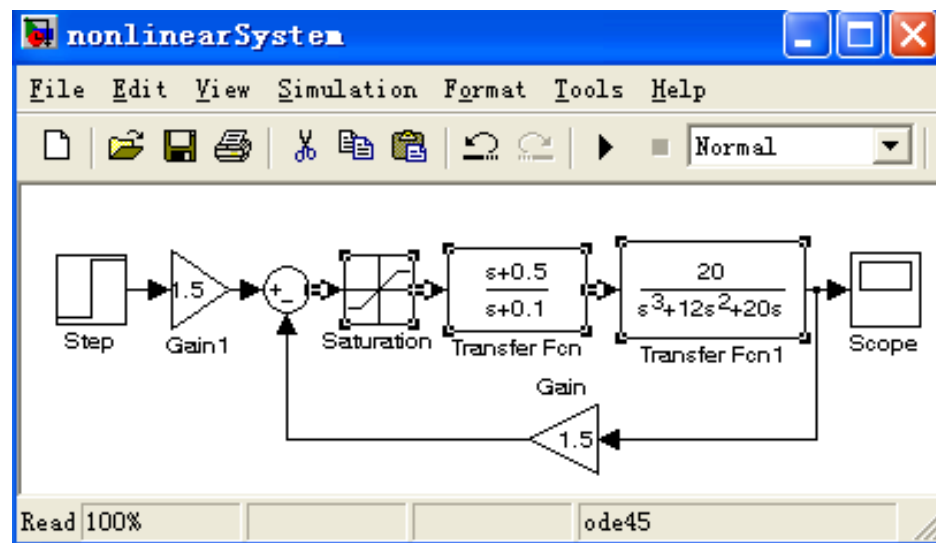 nonlinearSystem
File Edit View Simulation Format Tools Help
Normal
Step
1.5
Gain1
+
-
Saturation
s+0.5
s+0.1
Transfer Fcn
20
s3+12s2+20s
Transfer Fcn1
Scope
Gain
1.5
Read 100% ode45